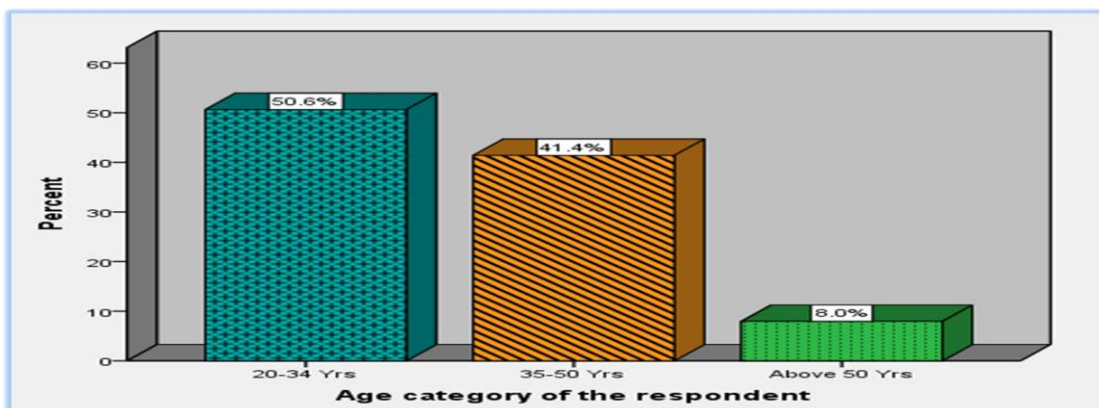 60
50
40
30
20
10
0
Percent
50.6%
41.4%
8.0%
20-34 Yrs
35-50 Yrs
Above 50 Yrs
Age category of the respondent